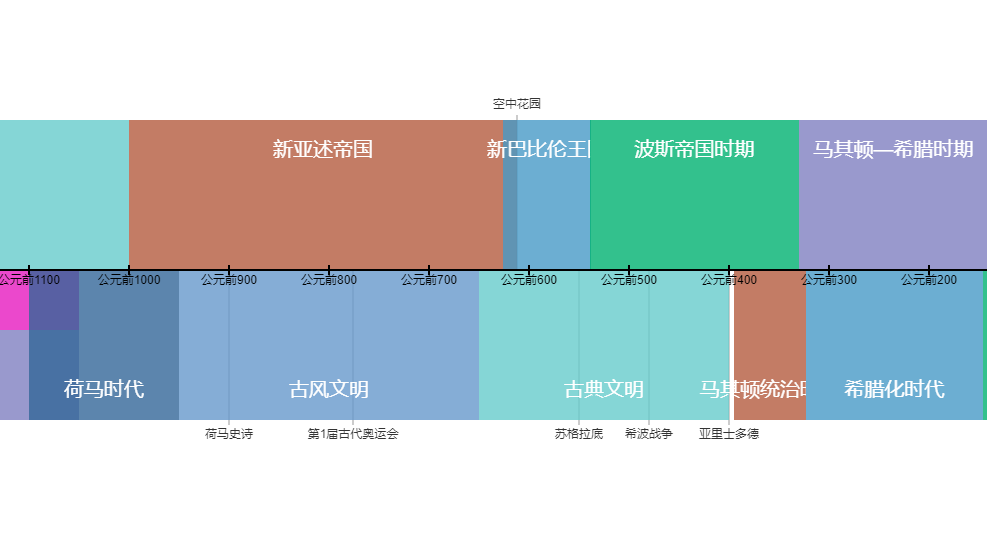 空中花园
新亚述帝国
新巴比伦王
波斯帝国时期
马其顿—希腊时期
公元前1100
公元前1000
公元前900
公元前800
公元前700
公元前600
公元前500
公元前400
公元前300
公元前200
荷马时代
古风文明
古典文明
马其顿统治时
希腊化时代
荷马史诗
第1届古代奥运会
苏格拉底
希波战争
亚里士多德